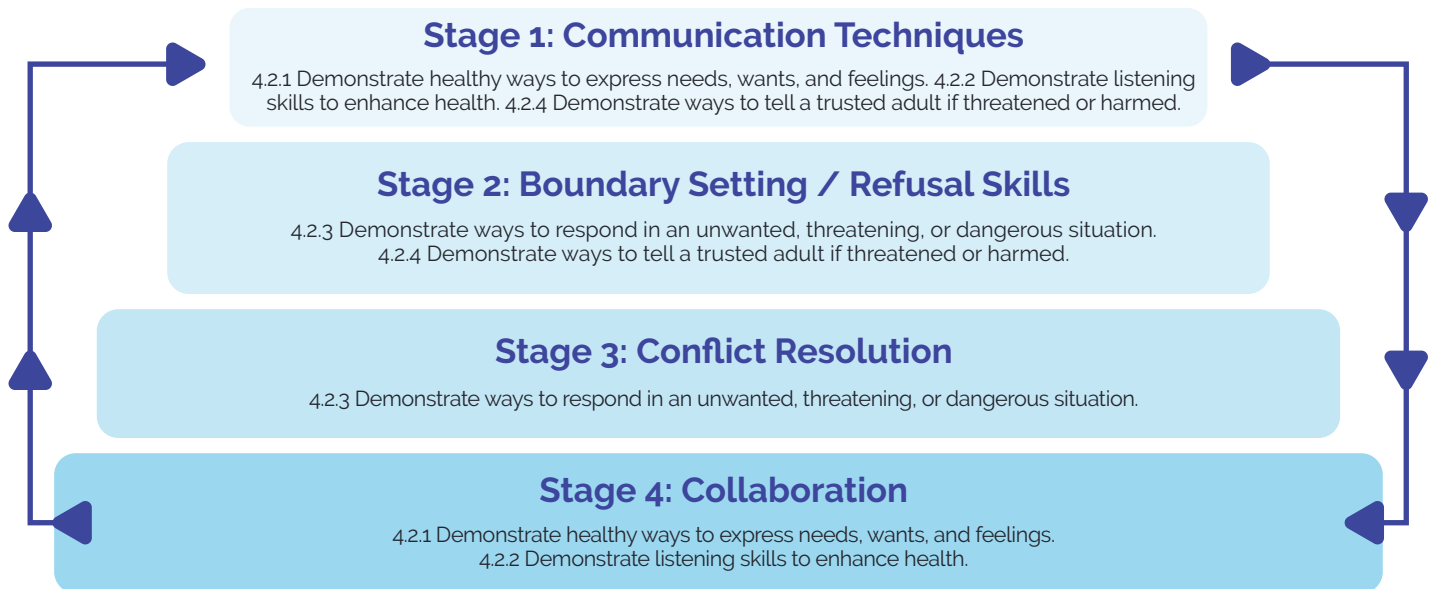 Stage 1: Communication Techniques
4.2.1 Demonstrate healthy ways to express needs, wants, and feelings. 4.2.2 Demonstrate listening
skills to enhance health. 4.2.4 Demonstrate ways to tell a trusted adult if threatened or harmed.
Stage 2: Boundary Setting / Refusal Skills
4.2.3 Demonstrate ways to respond in an unwanted, threatening, or dangerous situation.
4.2.4 Demonstrate ways to tell a trusted adult if threatened or harmed.
Stage 3: Conflict Resolution
4.2.3 Demonstrate ways to respond in an unwanted, threatening, or dangerous situation.
Stage 4: Collaboration
4.2.1 Demonstrate healthy ways to express needs, wants, and feelings.
4.2.2 Demonstrate listening skills to enhance health.